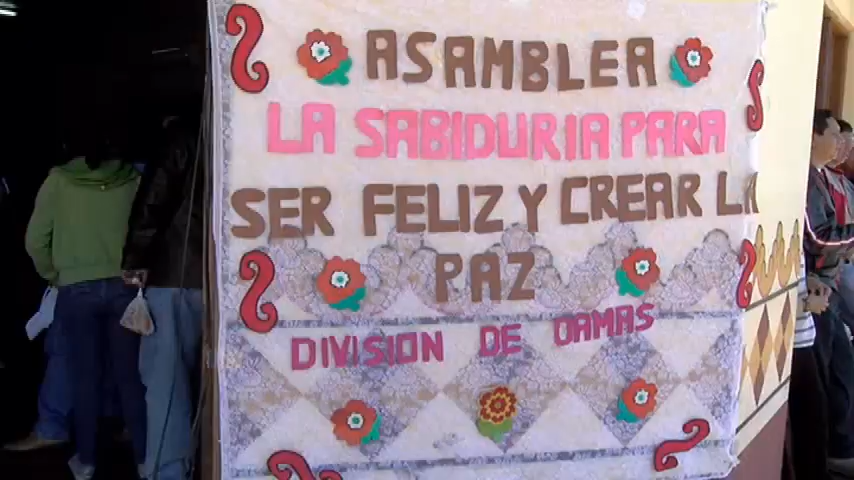 ASAMBLEA
LA SABIDURIA PARA
SER FELIZ Y CREAR LA
PAZ
DIVISION DE DAMAS